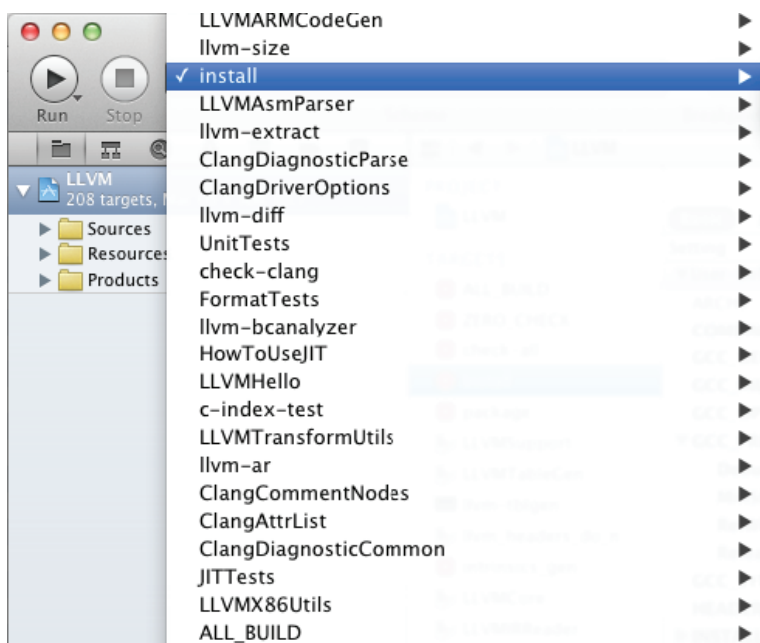 LLVMARMCodeGen
llvm-size
✓ install
LLVMAsmParser
llvm-extract
ClangDiagnosticParse
ClangDriverOptions
llvm-diff
UnitTests
check-clang
FormatTests
llvm-bcanalyzer
HowToUseJIT
LLVMHello
c-index-test
LLVMTransformUtils
llvm-ar
ClangCommentNodes
ClangAttrList
ClangDiagnosticCommon
JITTests
LLVMX86Utils
ALL_BUILD
Run Stop
LLVM
208 targets,
Sources
Resources
Products